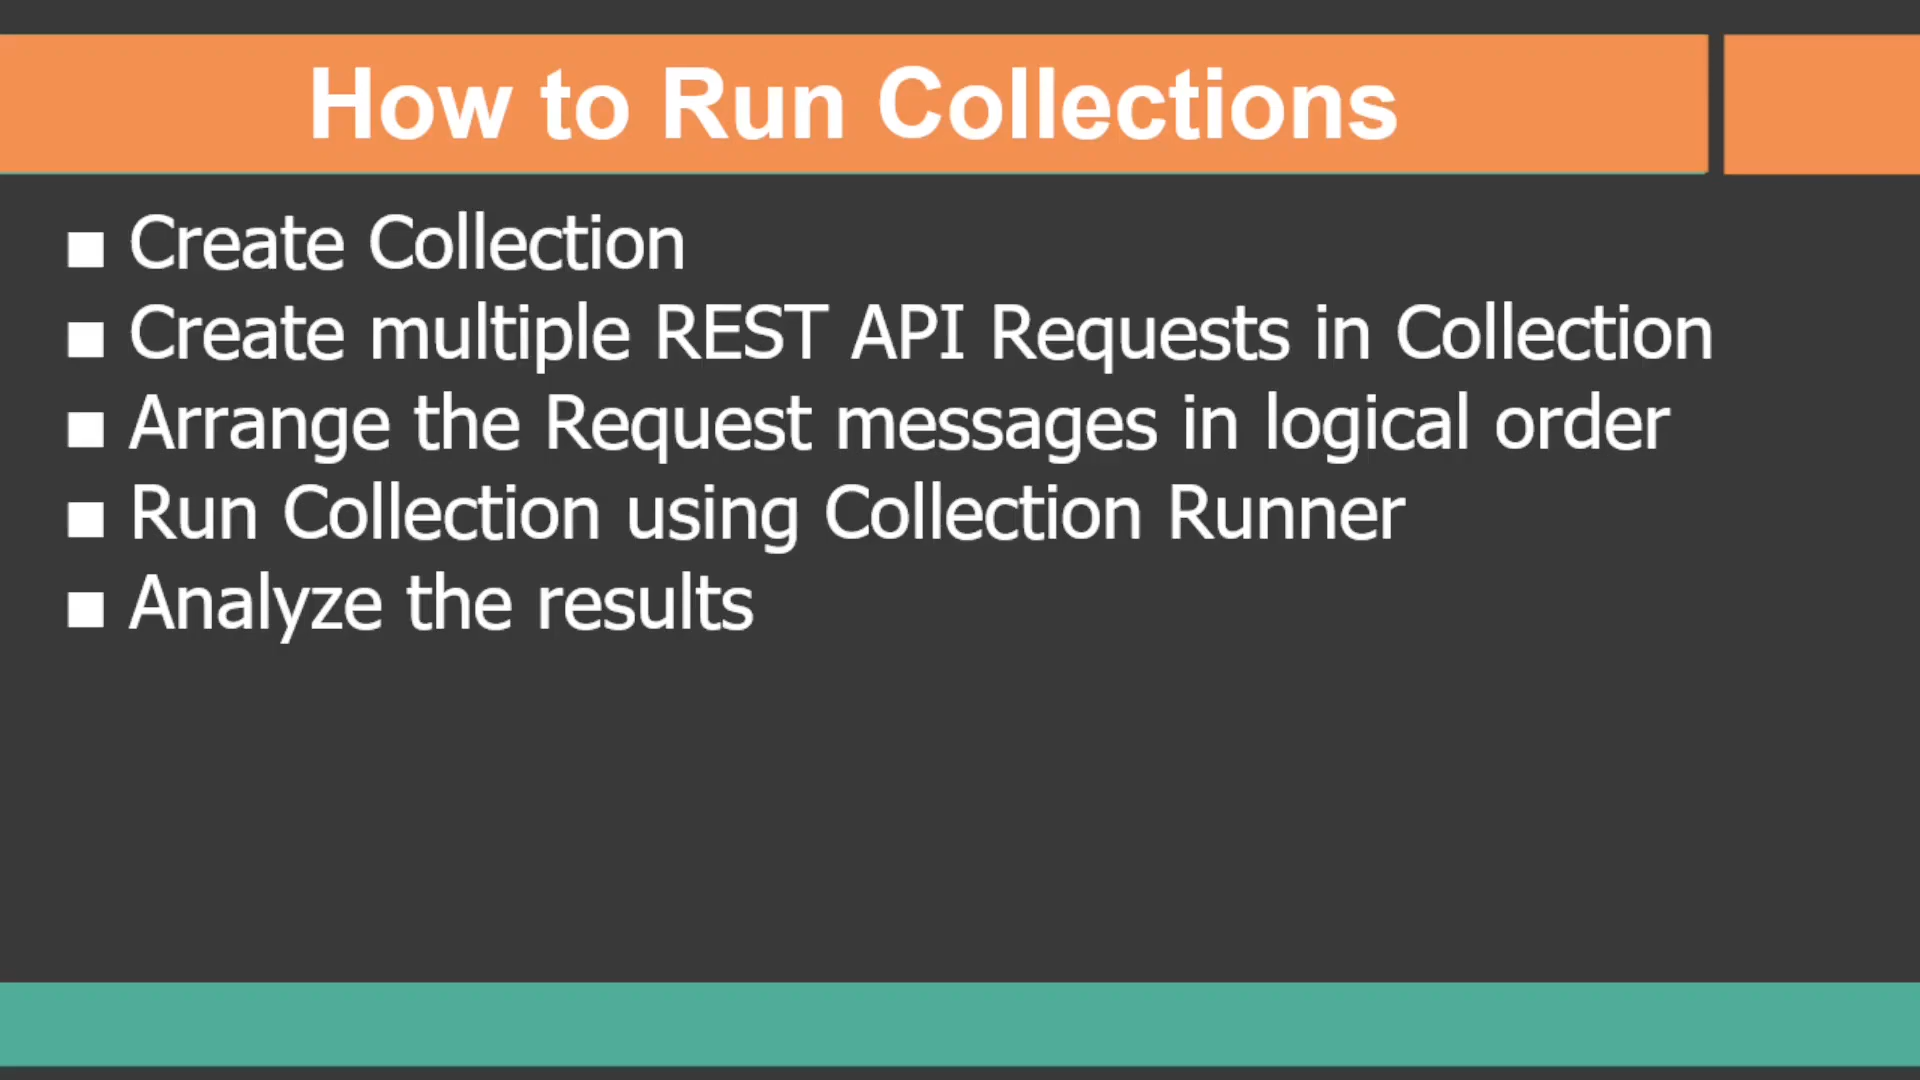 How to Run Collections
■ Create Collection
■ Create multiple REST API Requests in Collection
■ Arrange the Request messages in logical order
■ Run Collection using Collection Runner
■ Analyze the results